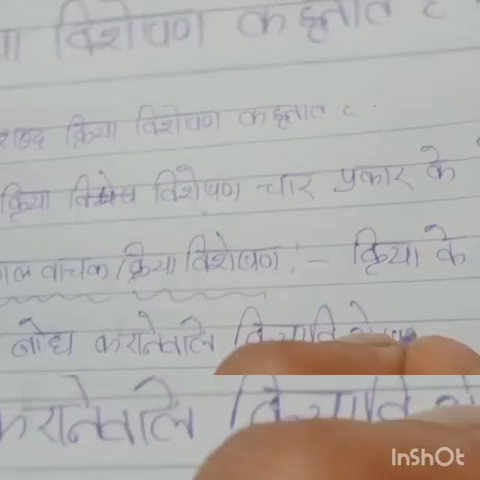 विशेषण कहलाते
शब्द क्रिया विशेषण कहलाते
क्रिया विशेषण चार प्रकार के
वाचक क्रिया विशेषण :- क्रिया के
बोध करानेवाले
करानेवाले
InShOt